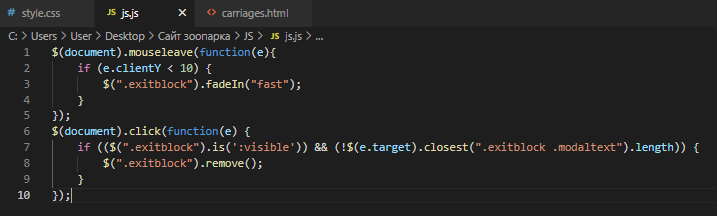 # style.css JS js.js × <> carriages.html
C: > Users > User > Desktop > Сайт зоопарка > JS > JS js.js > ...
1 $(document).mouseleave(function(e){
2 if (e.clientY < 10) {
3 $(".exitblock").fadeIn("fast");
4 }
5 });
6 $(document).click(function(e) {
7 if (($(".exitblock").is(':visible')) && (!$(e.target).closest(".exitblock .modaltext").length)) {
8 $(".exitblock").remove();
9 }
10 });